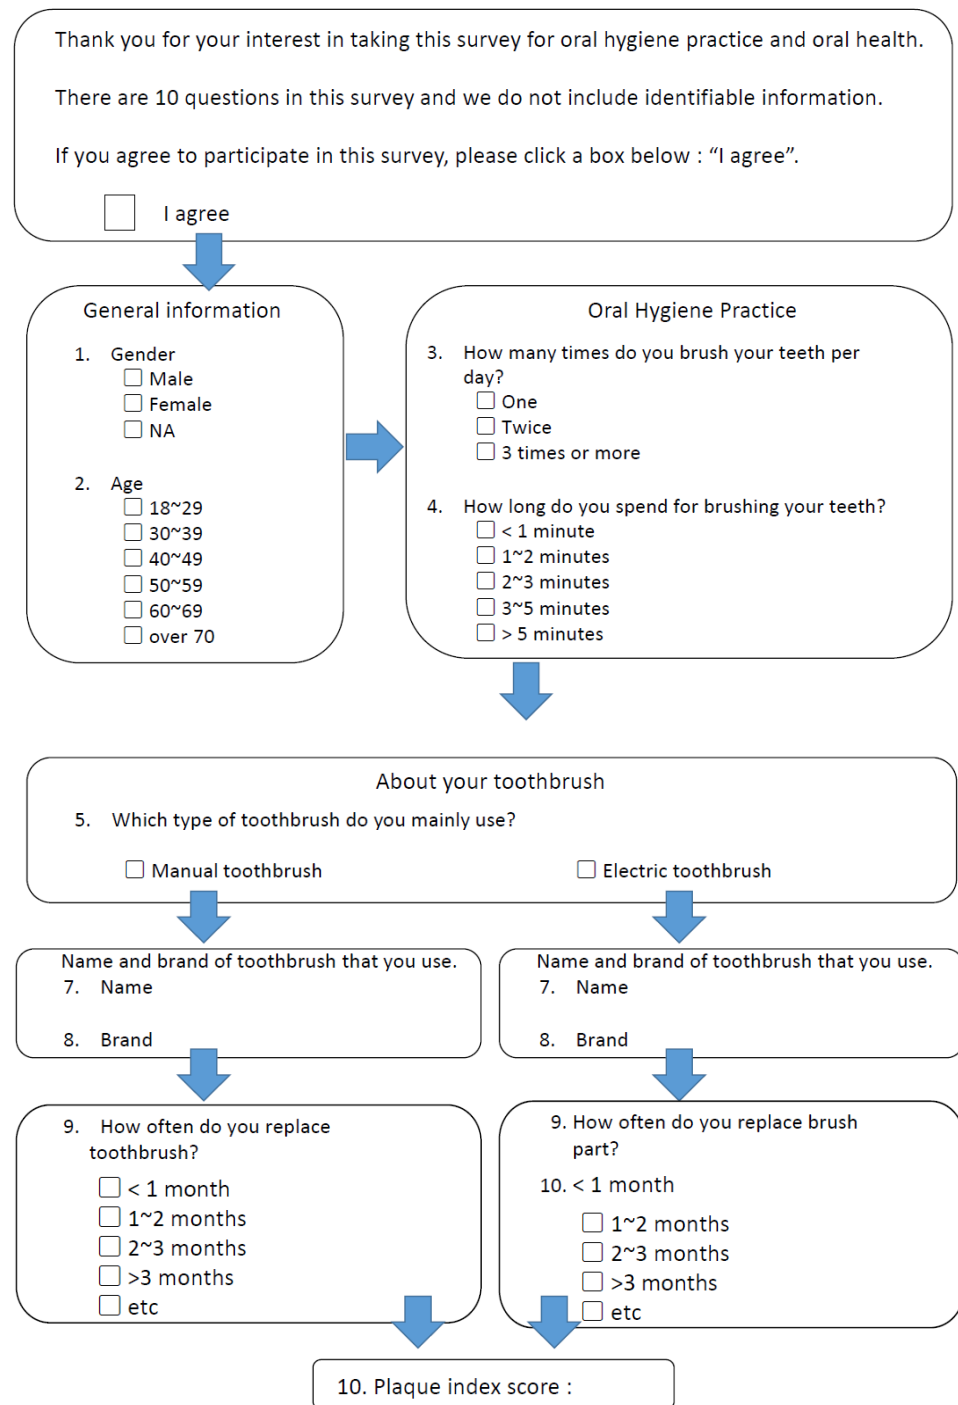 Thank you for your interest in taking this survey for oral hygiene practice and oral health.
There are 10 questions in this survey and we do not include identifiable information.
If you agree to participate in this survey, please click a box below : “I agree”.
I agree
General information
1. Gender
Male
Female
NA
2. Age
18~29
30~39
40~49
50~59
60~69
over 70
Oral Hygiene Practice
3. How many times do you brush your teeth per
day?
One
Twice
3 times or more
4. How long do you spend for brushing your teeth?
< 1 minute
1~2 minutes
2~3 minutes
3~5 minutes
> 5 minutes
About your toothbrush
5. Which type of toothbrush do you mainly use?
Manual toothbrush
Electric toothbrush
Name and brand of toothbrush that you use.
7. Name
8. Brand
Name and brand of toothbrush that you use.
7. Name
8. Brand
9. How often do you replace
toothbrush?
< 1 month
1~2 months
2~3 months
>3 months
etc
9. How often do you replace brush
part?
10. < 1 month
1~2 months
2~3 months
>3 months
etc
10. Plaque index score :